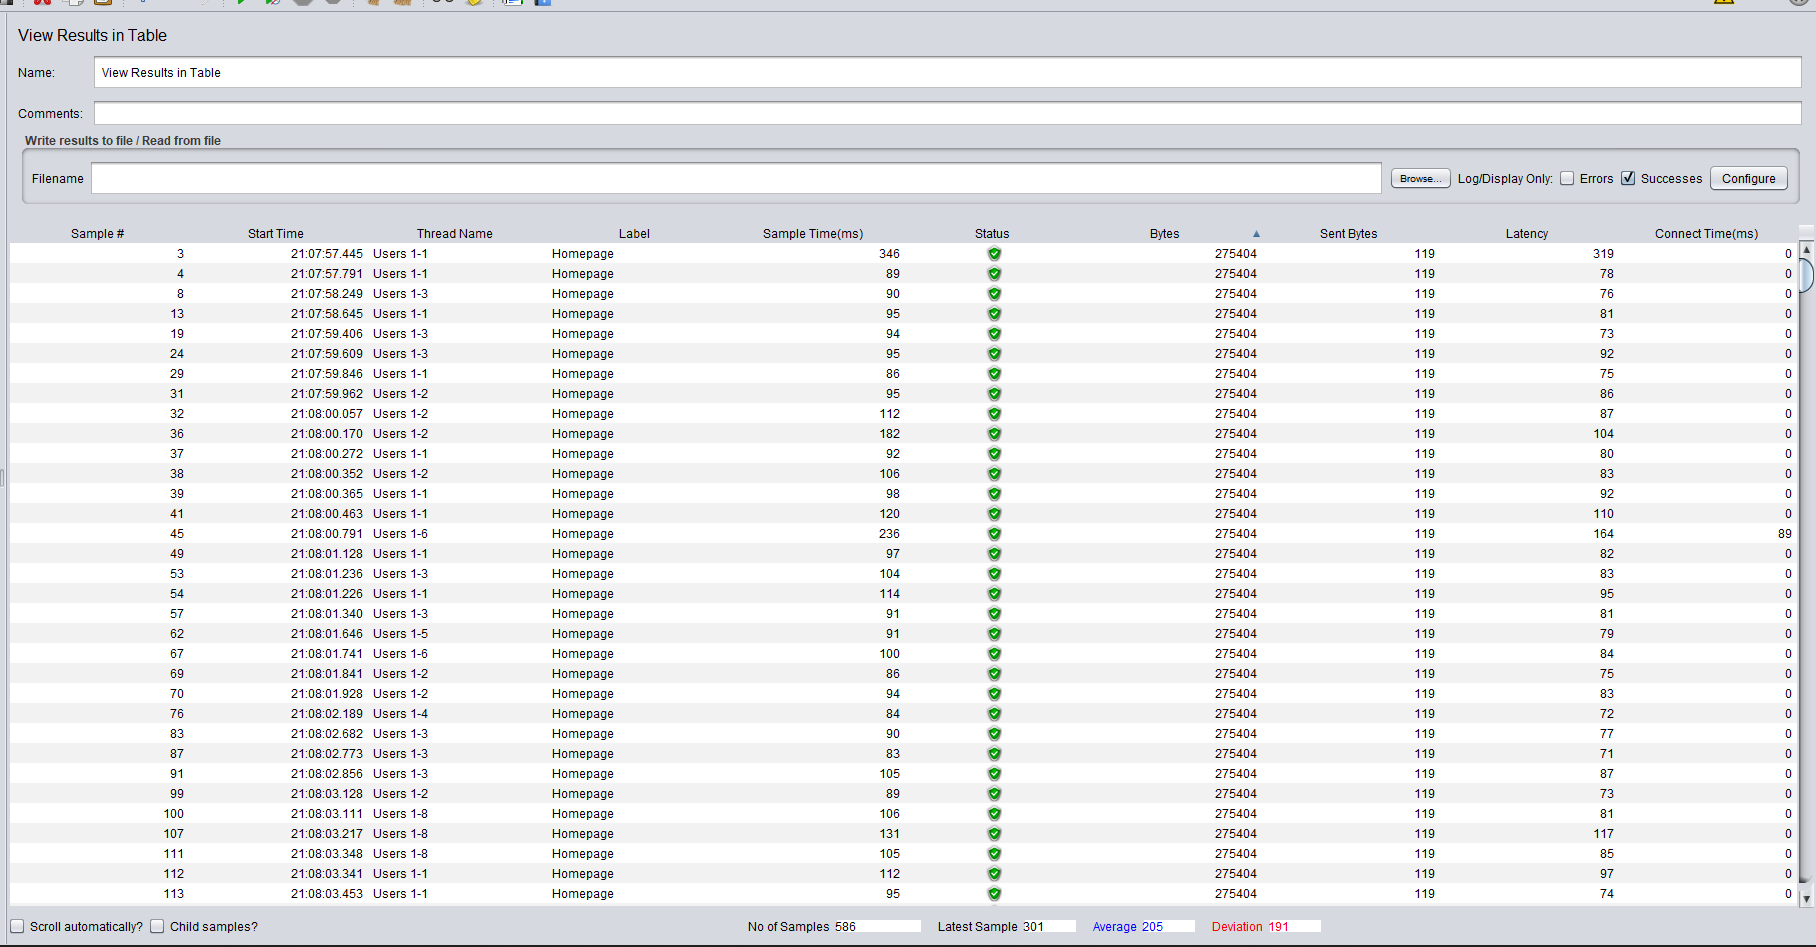 View Results in Table
Name: View Results in Table
Comments:
Write results to file / Read from file
Filename Browse... Log/Display Only: Errors Successes Configure
Sample # Start Time Thread Name Label Sample Time(ms) Status Bytes Sent Bytes Latency Connect Time(ms)
3 21:07:57.445 Users 1-1 Homepage 346 275404 119 319 0
4 21:07:57.791 Users 1-1 Homepage 89 275404 119 78 0
8 21:07:58.249 Users 1-3 Homepage 90 275404 119 76 0
13 21:07:58.645 Users 1-1 Homepage 95 275404 119 81 0
19 21:07:59.406 Users 1-3 Homepage 94 275404 119 73 0
24 21:07:59.609 Users 1-3 Homepage 95 275404 119 92 0
29 21:07:59.846 Users 1-1 Homepage 86 275404 119 75 0
31 21:07:59.962 Users 1-2 Homepage 95 275404 119 86 0
32 21:08:00.057 Users 1-2 Homepage 112 275404 119 87 0
36 21:08:00.170 Users 1-2 Homepage 182 275404 119 104 0
37 21:08:00.272 Users 1-1 Homepage 92 275404 119 80 0
38 21:08:00.352 Users 1-2 Homepage 106 275404 119 83 0
39 21:08:00.365 Users 1-1 Homepage 98 275404 119 92 0
41 21:08:00.463 Users 1-1 Homepage 120 275404 119 110 0
45 21:08:00.791 Users 1-6 Homepage 236 275404 119 164 89
49 21:08:01.128 Users 1-1 Homepage 97 275404 119 82 0
53 21:08:01.236 Users 1-3 Homepage 104 275404 119 83 0
54 21:08:01.226 Users 1-1 Homepage 114 275404 119 95 0
57 21:08:01.340 Users 1-3 Homepage 91 275404 119 81 0
62 21:08:01.646 Users 1-5 Homepage 91 275404 119 79 0
67 21:08:01.741 Users 1-6 Homepage 100 275404 119 84 0
69 21:08:01.841 Users 1-2 Homepage 86 275404 119 75 0
70 21:08:01.928 Users 1-2 Homepage 94 275404 119 83 0
76 21:08:02.189 Users 1-4 Homepage 84 275404 119 72 0
83 21:08:02.682 Users 1-3 Homepage 90 275404 119 77 0
87 21:08:02.773 Users 1-3 Homepage 83 275404 119 71 0
91 21:08:02.856 Users 1-3 Homepage 105 275404 119 87 0
99 21:08:03.128 Users 1-2 Homepage 89 275404 119 73 0
100 21:08:03.111 Users 1-8 Homepage 106 275404 119 81 0
107 21:08:03.217 Users 1-8 Homepage 131 275404 119 117 0
111 21:08:03.348 Users 1-8 Homepage 105 275404 119 85 0
112 21:08:03.341 Users 1-1 Homepage 112 275404 119 97 0
113 21:08:03.453 Users 1-1 Homepage 95 275404 119 74 0
Scroll automatically? Child samples? No of Samples 586 Latest Sample 301 Average 205 Deviation 191